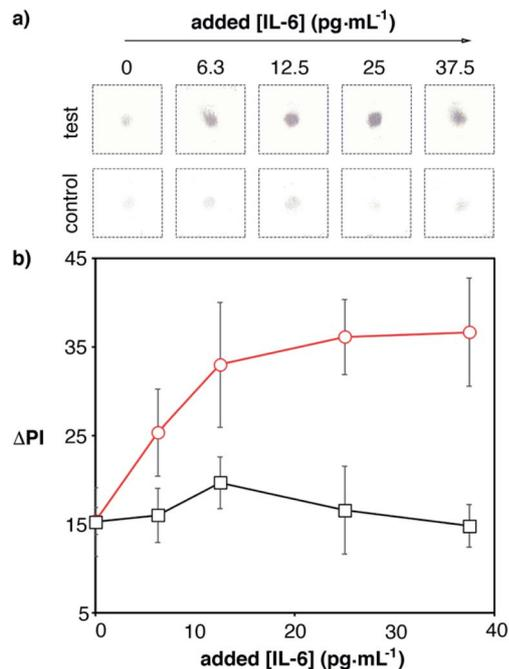 a)
added [IL-6] (pg·mL-1)
0 6.3 12.5 25 37.5
test
control
b)
45
35
25
15
5
ΔPI
0 10 20 30 40
added [IL-6] (pg·mL-1)